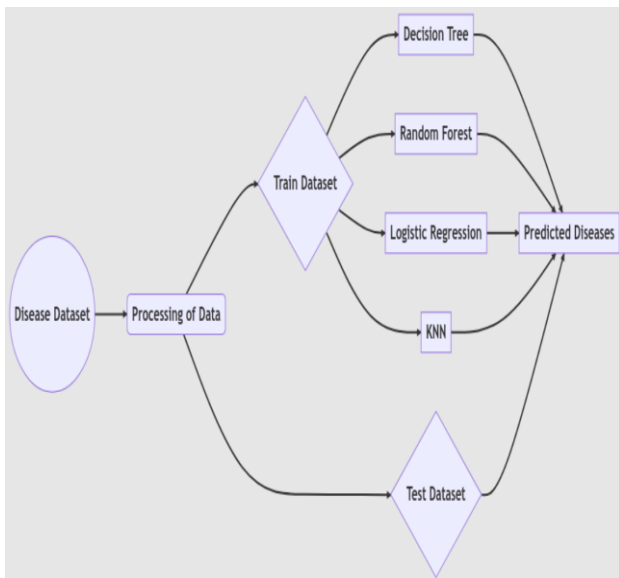 Decision Tree
Random Forest
Train Dataset
Logistic Regression
Predicted Diseases
Disease Dataset
Processing of Data
KNN
Test Dataset